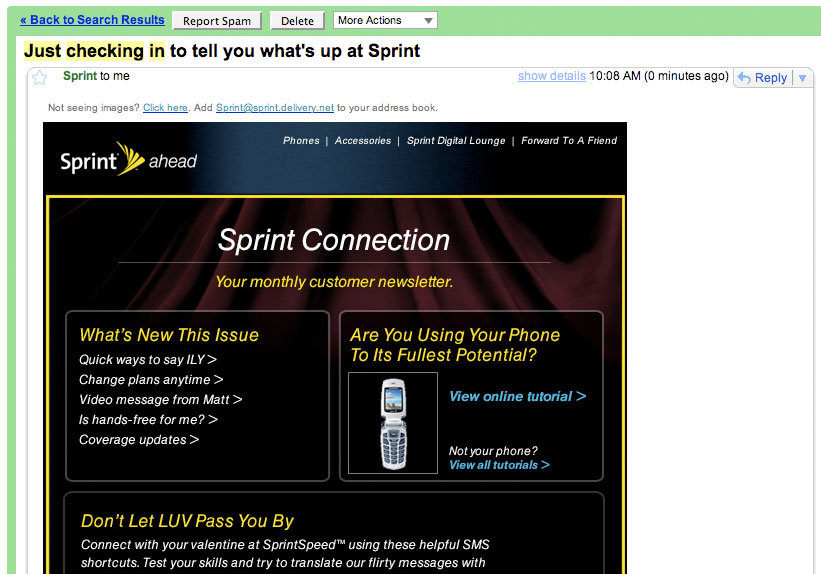 « Back to Search Results Report Spam Delete More Actions
Just checking in to tell you what's up at Sprint
Sprint to me show details 10:08 AM (0 minutes ago) Reply
Not seeing images? Click here. Add Sprint@sprint.delivery.net to your address book.
Phones | Accessories | Sprint Digital Lounge | Forward To A Friend
Sprint ahead
Sprint Connection
Your monthly customer newsletter.
What's New This Issue
Quick ways to say ILY >
Change plans anytime >
Video message from Matt >
Is hands-free for me? >
Coverage updates >
Are You Using Your Phone
To Its Fullest Potential?
View online tutorial >
Not your phone?
View all tutorials >
Don't Let LUV Pass You By
Connect with your valentine at SprintSpeed™ using these helpful SMS
shortcuts. Test your skills and try to translate our flirty messages with